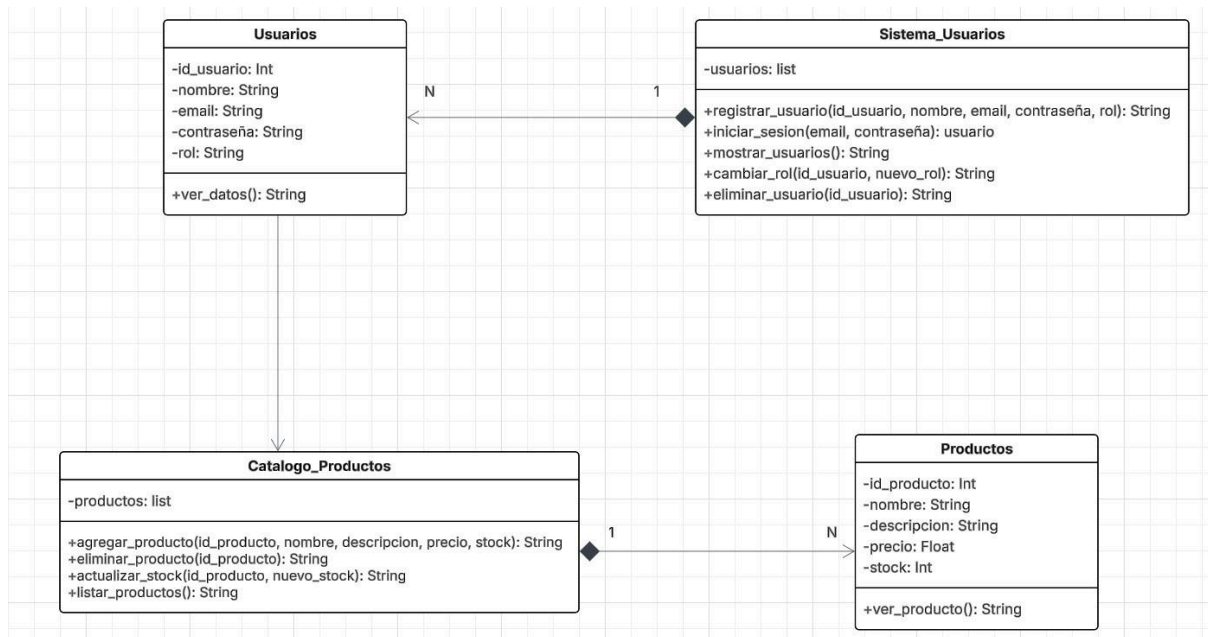 Usuarios
-id_usuario: Int
-nombre: String
-email: String
-contraseña: String
-rol: String
+ver_datos(): String
N
1
Sistema_Usuarios
-usuarios: list
+registrar_usuario(id_usuario, nombre, email, contraseña, rol): String
+iniciar_sesion(email, contraseña): usuario
+mostrar_usuarios(): String
+cambiar_rol(id_usuario, nuevo_rol): String
+eliminar_usuario(id_usuario): String
Catalogo_Productos
-productos: list
+agregar_producto(id_producto, nombre, descripcion, precio, stock): String
+eliminar_producto(id_producto): String
+actualizar_stock(id_producto, nuevo_stock): String
+listar_productos(): String
1
N
Productos
-id_producto: Int
-nombre: String
-descripcion: String
-precio: Float
-stock: Int
+ver_producto(): String